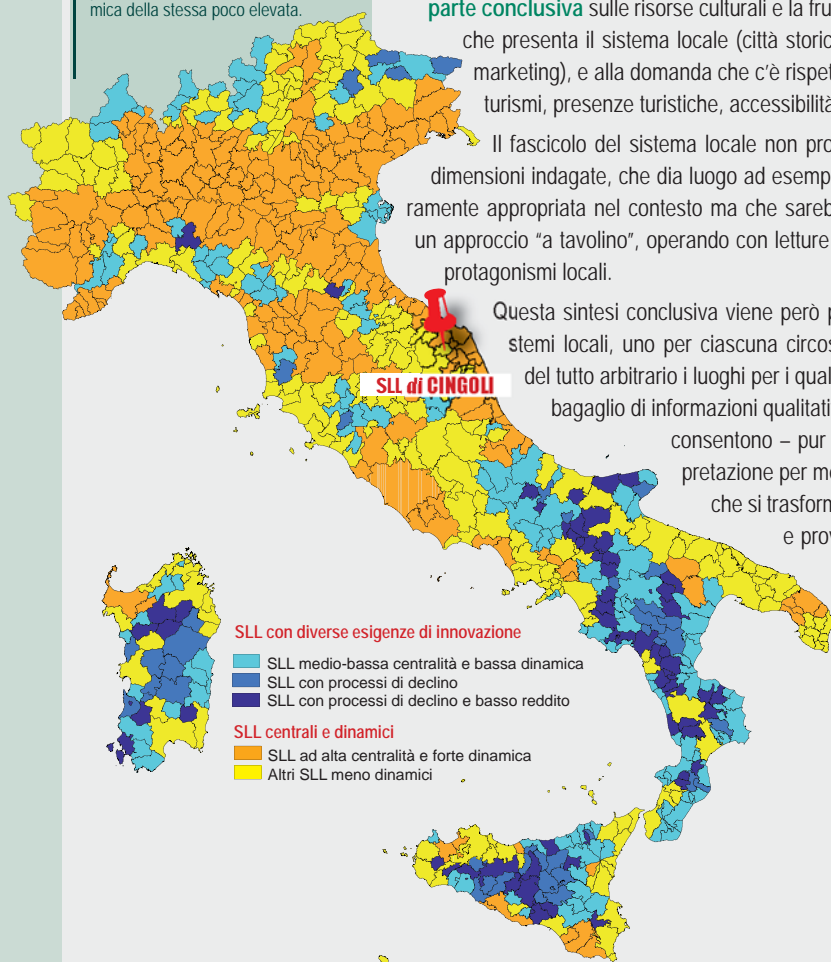 mica della stessa poco elevata.
parte conclusiva sulle risorse culturali e la fru
che presenta il sistema locale (città storic
marketing), e alla domanda che c'è rispet
turismi, presenze turistiche, accessibilità
Il fascicolo del sistema locale non pro
dimensioni indagate, che dia luogo ad esemp
ramente appropriata nel contesto ma che sareb
un approccio "a tavolino", operando con letture
protagonismi locali.
Questa sintesi conclusiva viene però p
stemi locali, uno per ciascuna circos
del tutto arbitrario i luoghi per i qual
bagaglio di informazioni qualitati
consentono – pur
pretazione per me
che si trasform
e prov
SLL di CINGOLI
SLL con diverse esigenze di innovazione
SLL medio-bassa centralità e bassa dinamica
SLL con processi di declino
SLL con processi di declino e basso reddito
SLL centrali e dinamici
SLL ad alta centralità e forte dinamica
Altri SLL meno dinamici